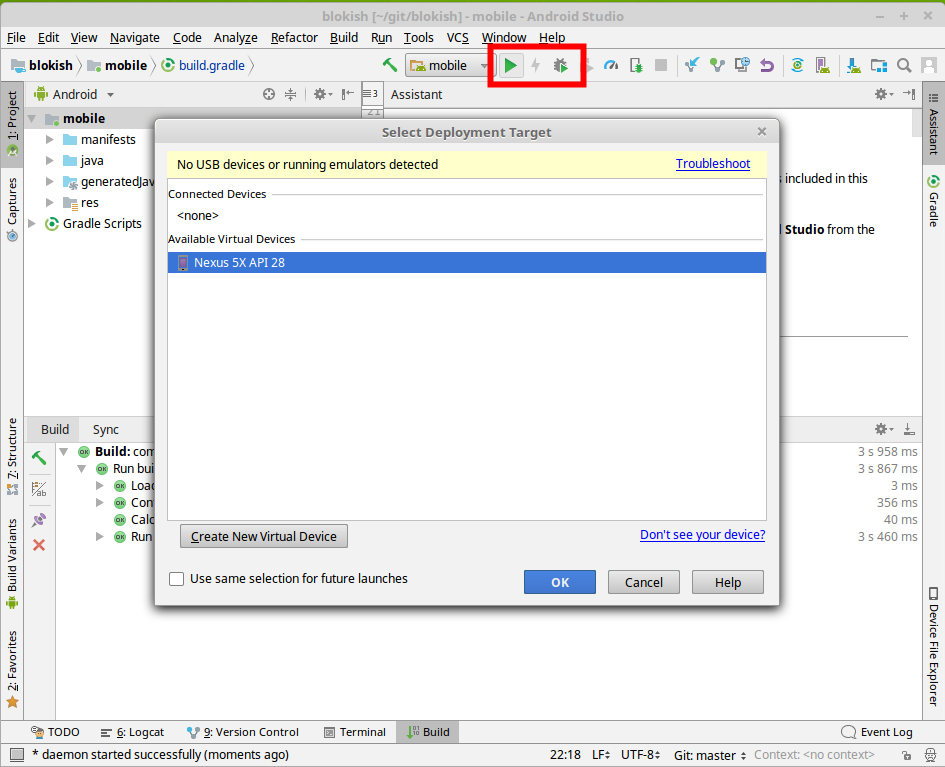 blokish [~/git/blokish] - mobile - Android Studio
File Edit View Navigate Code Analyze Refactor Build Run Tools VCS Window Help
blokish mobile build.gradle mobile
1: Project
Captures
7: Structure
Build Variants
2: Favorites
Android
mobile
manifests
java
generatedJav
res
Gradle Scripts
3 Assistant
21
s included in this
Studio from the
Select Deployment Target
No USB devices or running emulators detected Troubleshoot
Connected Devices
<none>
Available Virtual Devices
Nexus 5X API 28
Create New Virtual Device Don't see your device?
Use same selection for future launches
OK Cancel Help
Build Sync
Build: com 3 s 958 ms
Run bui 3 s 867 ms
Loa 3 ms
Con 356 ms
Calc 40 ms
Run 3 s 460 ms
Assistant
Gradle
Device File Explorer
TODO 6: Logcat 9: Version Control Terminal Build Event Log
* daemon started successfully (moments ago) 22:18 LF÷ UTF-8÷ Git: master ÷ Context: <no context>